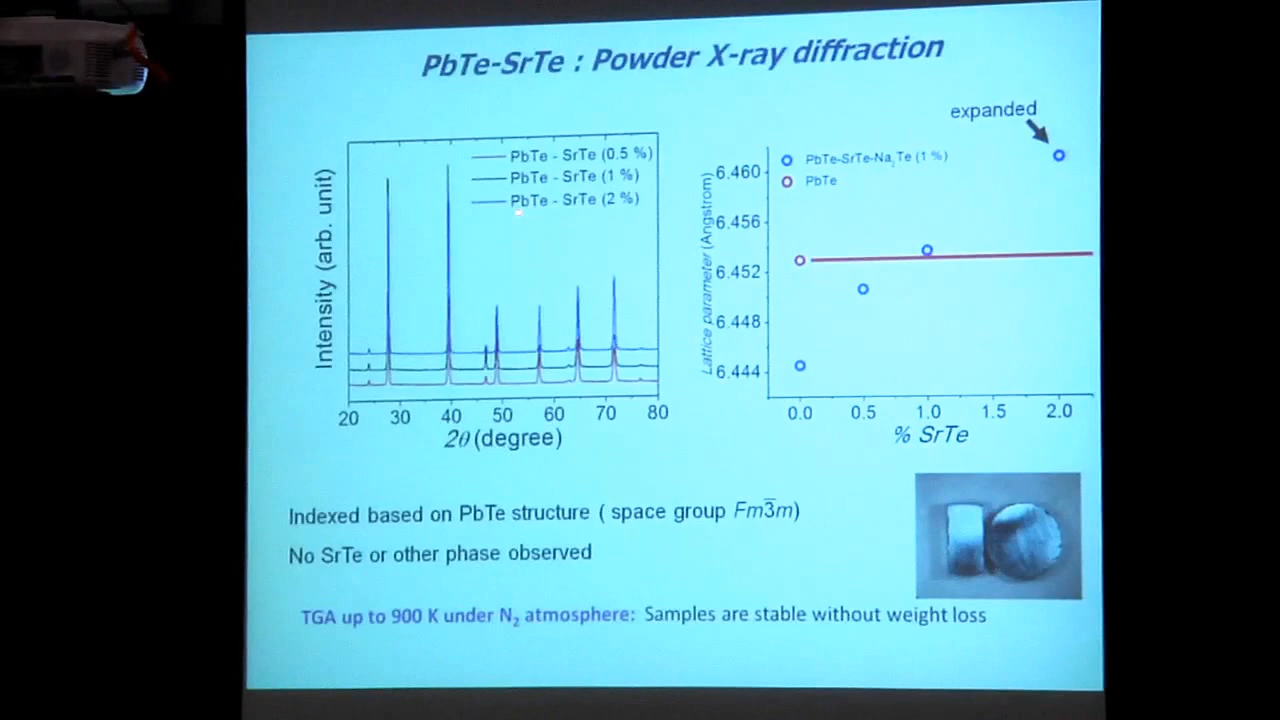 PbTe-SrTe : Powder X-ray diffraction
Intensity (arb. unit)
PbTe - SrTe (0.5 %)
PbTe - SrTe (1 %)
PbTe - SrTe (2 %)
20 30 40 50 60 70 80
2θ (degree)
expanded
Lattice parameter (Angstrom)
PbTe-SrTe-Na₂Te (1 %)
PbTe
6.460
6.456
6.452
6.448
6.444
0.0 0.5 1.0 1.5 2.0
% SrTe
Indexed based on PbTe structure ( space group Fm3̅m)
No SrTe or other phase observed
TGA up to 900 K under N₂ atmosphere: Samples are stable without weight loss